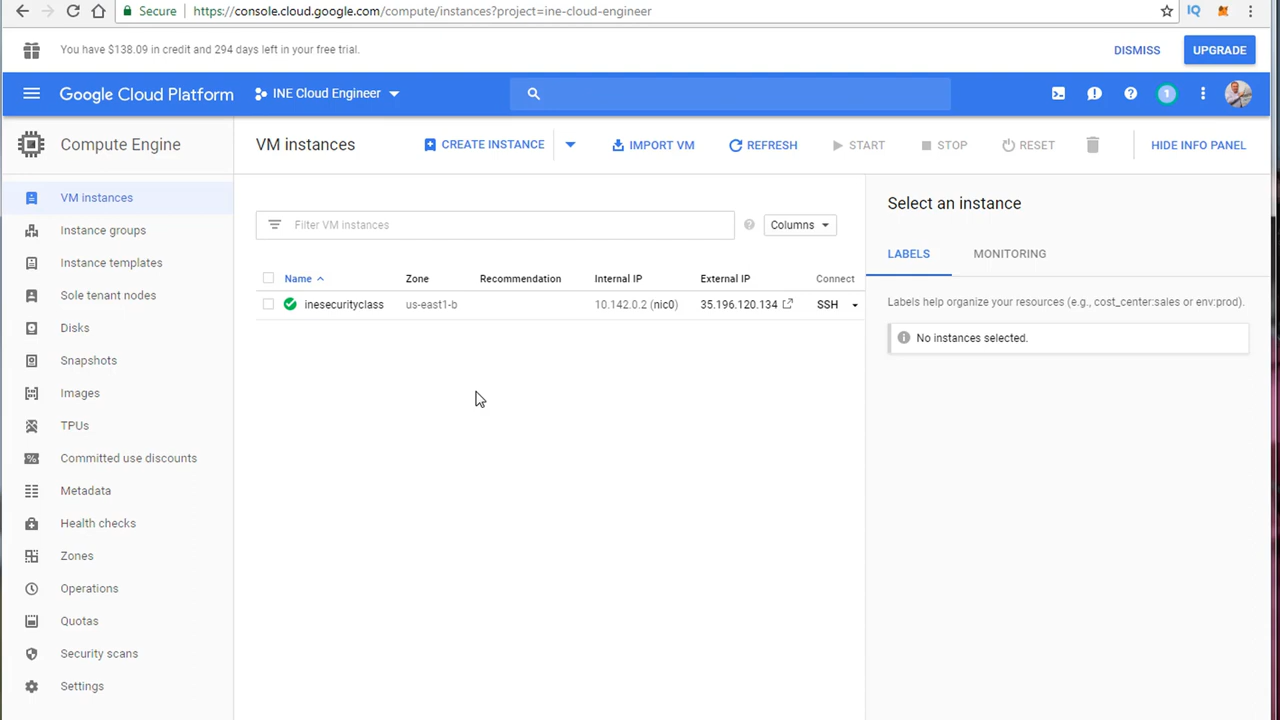 Secure https://console.cloud.google.com/compute/instances?project=ine-cloud-engineer
IQ
You have $138.09 in credit and 294 days left in your free trial. DISMISS UPGRADE
Google Cloud Platform INE Cloud Engineer ? 1
Compute Engine VM instances CREATE INSTANCE IMPORT VM REFRESH START STOP RESET HIDE INFO PANEL
VM instances
Instance groups
Instance templates
Sole tenant nodes
Disks
Snapshots
Images
TPUs
Committed use discounts
Metadata
Health checks
Zones
Operations
Quotas
Security scans
Settings
Filter VM instances ? Columns
Name Zone Recommendation Internal IP External IP Connect
inesecurityclass us-east1-b 10.142.0.2 (nic0) 35.196.120.134 SSH
Select an instance
LABELS MONITORING
Labels help organize your resources (e.g., cost_center:sales or env:prod).
No instances selected.